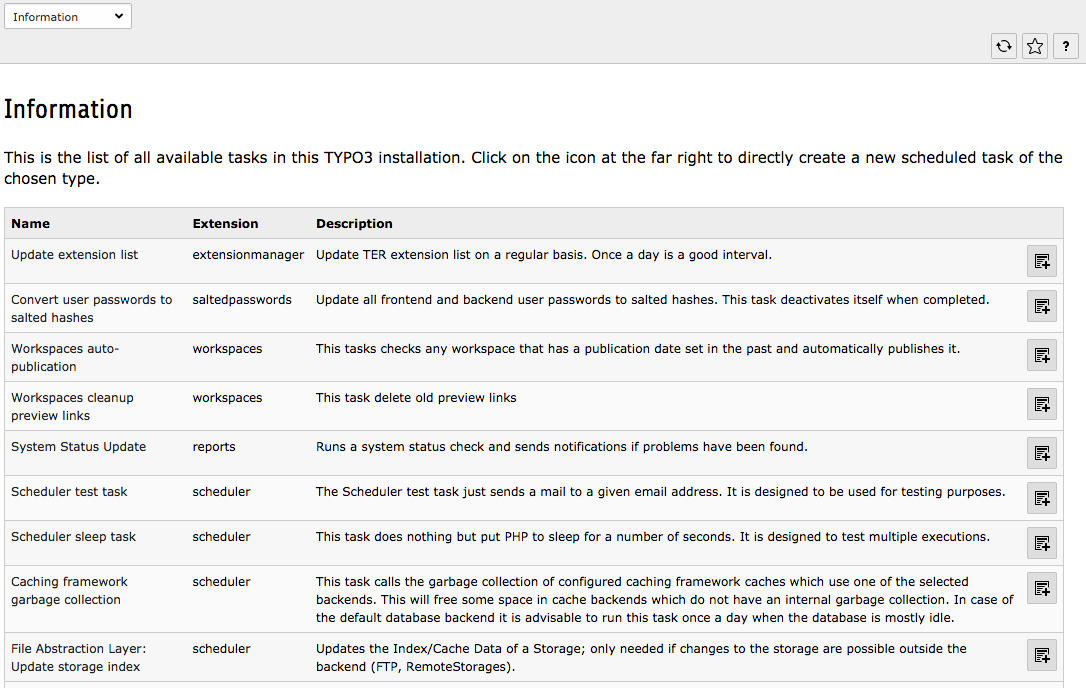 Information
?
Information
This is the list of all available tasks in this TYPO3 installation. Click on the icon at the far right to directly create a new scheduled task of the
chosen type.
Name Extension Description
Update extension list extensionmanager Update TER extension list on a regular basis. Once a day is a good interval.
Convert user passwords to saltedpasswords Update all frontend and backend user passwords to salted hashes. This task deactivates itself when completed.
salted hashes
Workspaces auto- workspaces This tasks checks any workspace that has a publication date set in the past and automatically publishes it.
publication
Workspaces cleanup workspaces This task delete old preview links
preview links
System Status Update reports Runs a system status check and sends notifications if problems have been found.
Scheduler test task scheduler The Scheduler test task just sends a mail to a given email address. It is designed to be used for testing purposes.
Scheduler sleep task scheduler This task does nothing but put PHP to sleep for a number of seconds. It is designed to test multiple executions.
Caching framework scheduler This task calls the garbage collection of configured caching framework caches which use one of the selected
garbage collection backends. This will free some space in cache backends which do not have an internal garbage collection. In case of
the default database backend it is advisable to run this task once a day when the database is mostly idle.
File Abstraction Layer: scheduler Updates the Index/Cache Data of a Storage; only needed if changes to the storage are possible outside the
Update storage index backend (FTP, RemoteStorages).